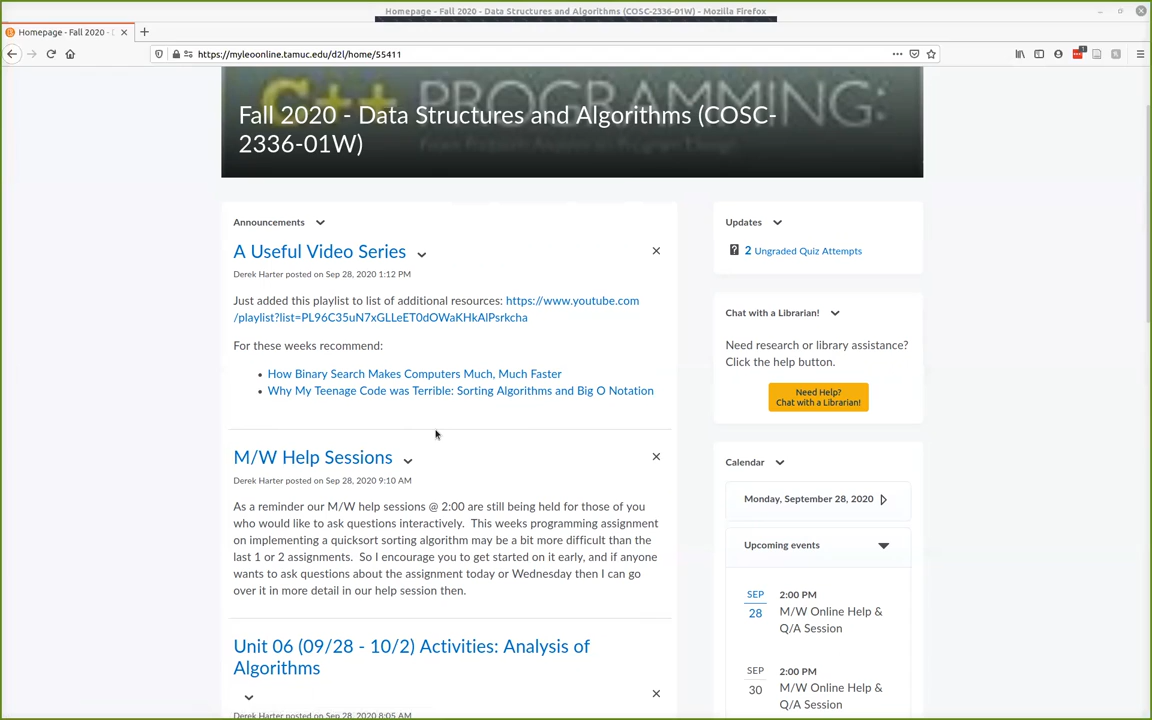 Homepage - Fall 2020 - Data Structures and Algorithms (COSC-2336-01W) - Mozilla Firefox
Homepage - Fall 2020 -
https://myleoonline.tamuc.edu/d2l/home/55411
C++ PROGRAMMING:
Fall 2020 - Data Structures and Algorithms (COSC-
2336-01W)
Announcements
A Useful Video Series
Derek Harter posted on Sep 28, 2020 1:12 PM
Just added this playlist to list of additional resources: https://www.youtube.com
/playlist?list=PL96C35uN7xGLLeET0dOWaKHkAlPsrkcha
For these weeks recommend:
• How Binary Search Makes Computers Much, Much Faster
• Why My Teenage Code was Terrible: Sorting Algorithms and Big O Notation
M/W Help Sessions
Derek Harter posted on Sep 28, 2020 9:10 AM
As a reminder our M/W help sessions @ 2:00 are still being held for those of you
who would like to ask questions interactively. This weeks programming assignment
on implementing a quicksort sorting algorithm may be a bit more difficult than the
last 1 or 2 assignments. So I encourage you to get started on it early, and if anyone
wants to ask questions about the assignment today or Wednesday then I can go
over it in more detail in our help session then.
Unit 06 (09/28 - 10/2) Activities: Analysis of
Algorithms
Derek Harter posted on Sep 28, 2020 8:05 AM
Updates
2 Ungraded Quiz Attempts
Chat with a Librarian!
Need research or library assistance?
Click the help button.
Need Help?
Chat with a Librarian!
Calendar
Monday, September 28, 2020
Upcoming events
SEP
28
2:00 PM
M/W Online Help &
Q/A Session
SEP
30
2:00 PM
M/W Online Help &
Q/A Session